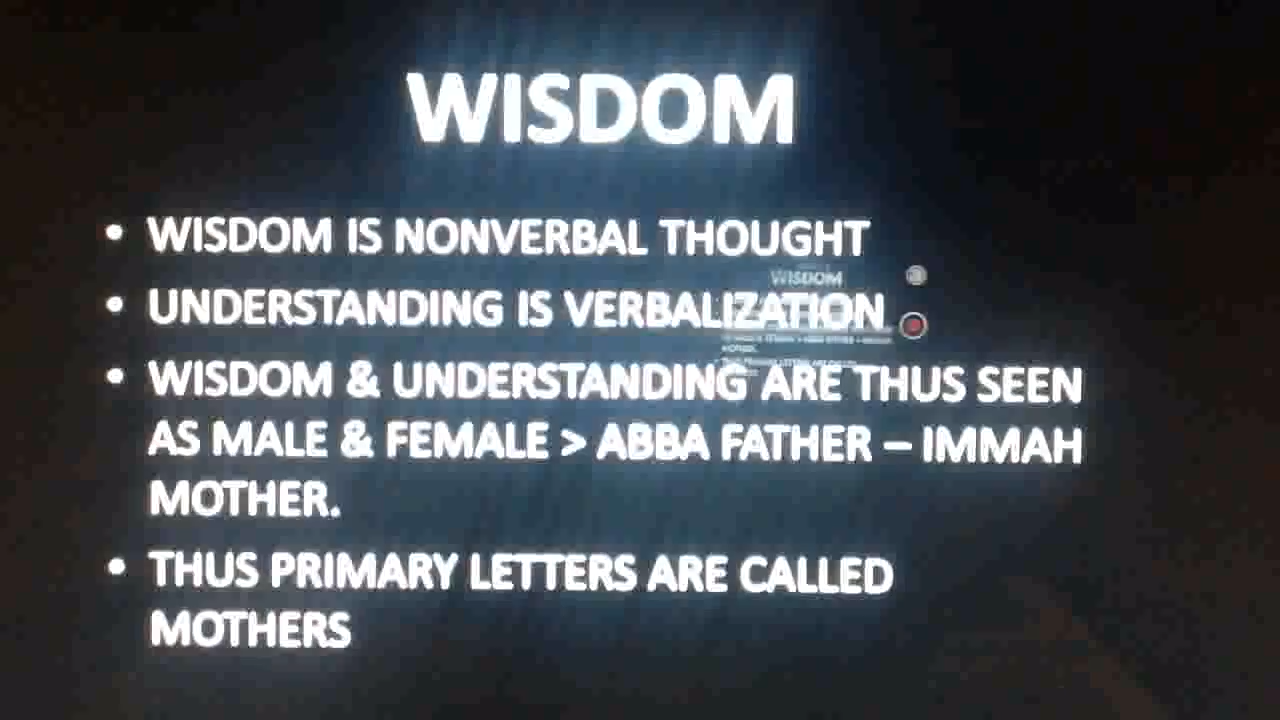 WISDOM
• WISDOM IS NONVERBAL THOUGHT
WISDOM
• UNDERSTANDING IS VERBALIZATION
• WISDOM & UNDERSTANDING ARE THUS SEEN
AS MALE & FEMALE > ABBA FATHER – IMMAH
MOTHER.
• THUS PRIMARY LETTERS ARE CALLED
MOTHERS